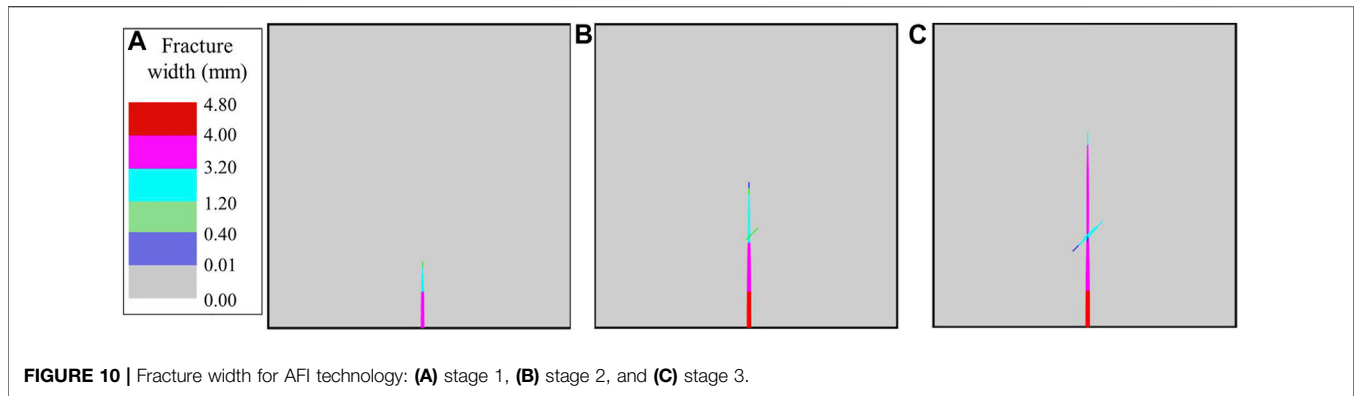 A
Fracture
width (mm)
4.80
4.00
3.20
1.20
0.40
0.01
0.00
B
C
FIGURE 10 | Fracture width for AFI technology: (A) stage 1, (B) stage 2, and (C) stage 3.